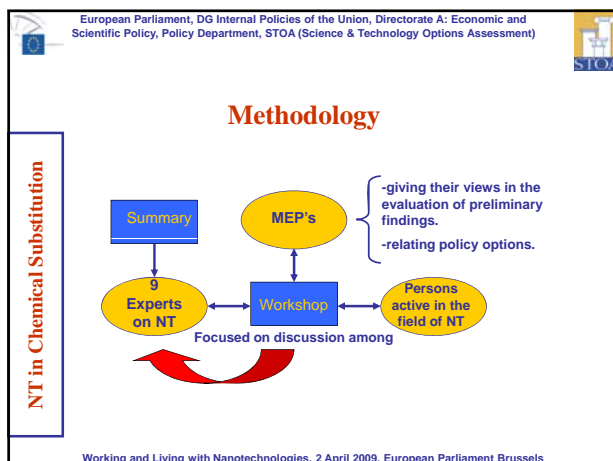 European Parliament, DG Internal Policies of the Union, Directorate A: Economic and
Scientific Policy, Policy Department, STOA (Science & Technology Options Assessment)
STOA
Methodology
NT in Chemical Substitution
Summary
MEP's
-giving their views in the
evaluation of preliminary
findings.
-relating policy options.
9
Experts
on NT
Workshop
Persons
active in the
field of NT
Focused on discussion among
Working and Living with Nanotechnologies, 2 April 2009, European Parliament Brussels